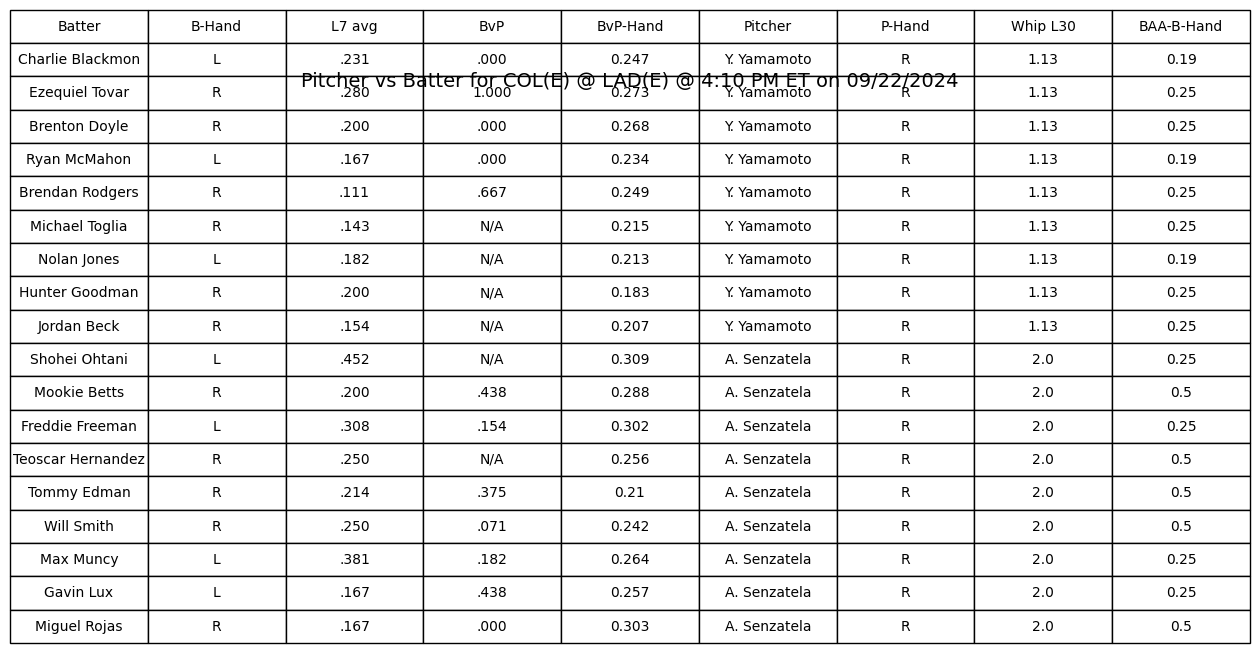 Batter B-Hand L7 avg BvP BvP-Hand Pitcher P-Hand Whip L30 BAA-B-Hand
Charlie Blackmon L .231 .000 0.247 Y. Yamamoto R 1.13 0.19
Pitcher vs Batter for COL(E) @ LAD(E) @ 4:10 PM ET on 09/22/2024
Ezequiel Tovar R .280 1.000 0.273 Y. Yamamoto R 1.13 0.25
Brenton Doyle R .200 .000 0.268 Y. Yamamoto R 1.13 0.25
Ryan McMahon L .167 .000 0.234 Y. Yamamoto R 1.13 0.19
Brendan Rodgers R .111 .667 0.249 Y. Yamamoto R 1.13 0.25
Michael Toglia R .143 N/A 0.215 Y. Yamamoto R 1.13 0.25
Nolan Jones L .182 N/A 0.213 Y. Yamamoto R 1.13 0.19
Hunter Goodman R .200 N/A 0.183 Y. Yamamoto R 1.13 0.25
Jordan Beck R .154 N/A 0.207 Y. Yamamoto R 1.13 0.25
Shohei Ohtani L .452 N/A 0.309 A. Senzatela R 2.0 0.25
Mookie Betts R .200 .438 0.288 A. Senzatela R 2.0 0.5
Freddie Freeman L .308 .154 0.302 A. Senzatela R 2.0 0.25
Teoscar Hernandez R .250 N/A 0.256 A. Senzatela R 2.0 0.5
Tommy Edman R .214 .375 0.21 A. Senzatela R 2.0 0.5
Will Smith R .250 .071 0.242 A. Senzatela R 2.0 0.5
Max Muncy L .381 .182 0.264 A. Senzatela R 2.0 0.25
Gavin Lux L .167 .438 0.257 A. Senzatela R 2.0 0.25
Miguel Rojas R .167 .000 0.303 A. Senzatela R 2.0 0.5